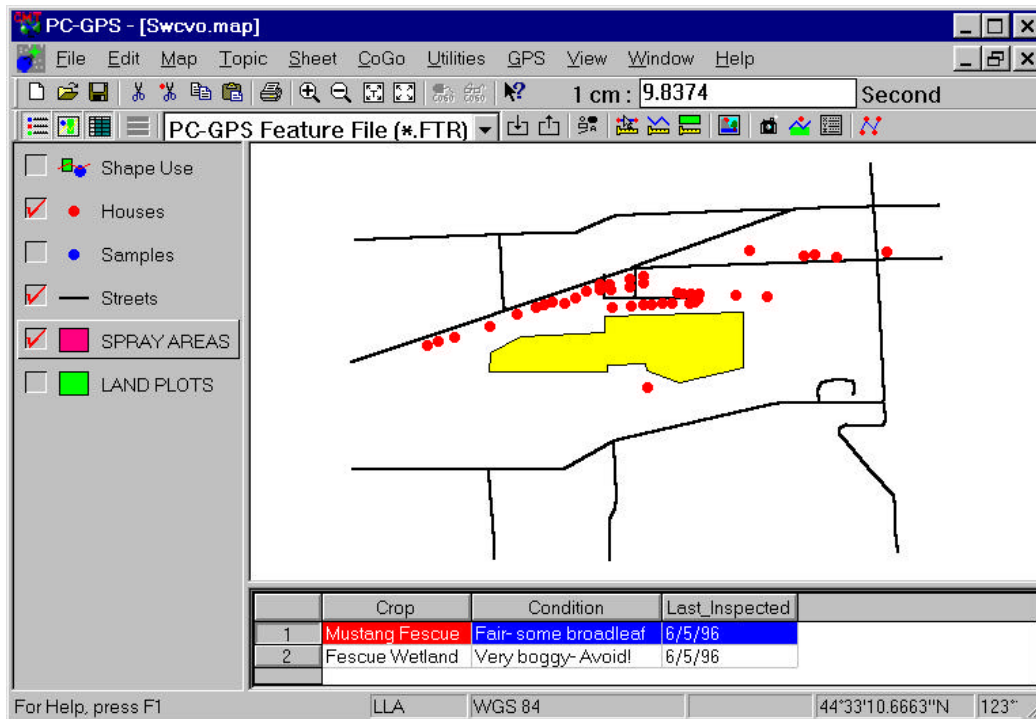 PC-GPS - [Swcvo.map]
File Edit Map Topic Sheet CoGo Utilities GPS View Window Help
1 cm : 9.8374 Second
PC-GPS Feature File (*.FTR)
Shape Use
Houses
Samples
Streets
SPRAY AREAS
LAND PLOTS
Crop Condition Last_Inspected
1 Mustang Fescue Fair- some broadleaf 6/5/96
2 Fescue Wetland Very boggy- Avoid! 6/5/96
For Help, press F1 LLA WGS 84 44°33'10.6663"N 123°